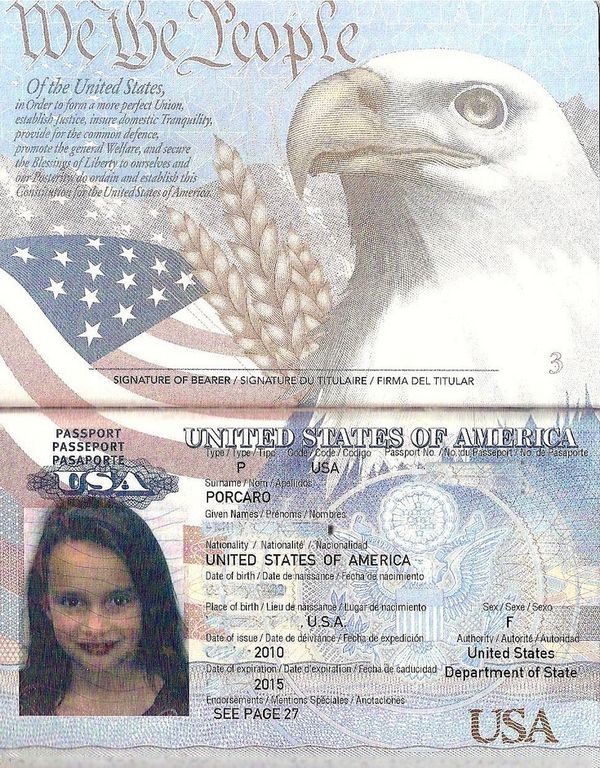 We the People
Of the United States,
in Order to form a more perfect Union,
establish Justice, insure domestic Tranquility,
provide for the common defence,
promote the general Welfare, and secure
the Blessings of Liberty to ourselves and
our Posterity, do ordain and establish this
Constitution for the United States of America.
3
SIGNATURE OF BEARER / SIGNATURE DU TITULAIRE / FIRMA DEL TITULAR
PASSPORT
PASSEPORT
PASAPORTE
USA
UNITED STATES OF AMERICA
Type / Type / Tipo Code / Code / Codigo Passport No. / No. du Passeport / No. de Pasaporte
P USA
Surname / Nom / Apellidos
PORCARO
Given Names / Prénoms / Nombres
Nationality / Nationalité / Nacionalidad
UNITED STATES OF AMERICA
Date of birth / Date de naissance / Fecha de nacimiento
Place of birth / Lieu de naissance / Lugar de nacimiento Sex / Sexe / Sexo
, U.S.A. F
Date of issue / Date de délivrance / Fecha de expedición Authority / Autorité / Autoridad
2010 United States
Date of expiration / Date d'expiration / Fecha de caducidad Department of State
2015
Endorsements / Mentions Spéciales / Anotaciones
SEE PAGE 27
USA